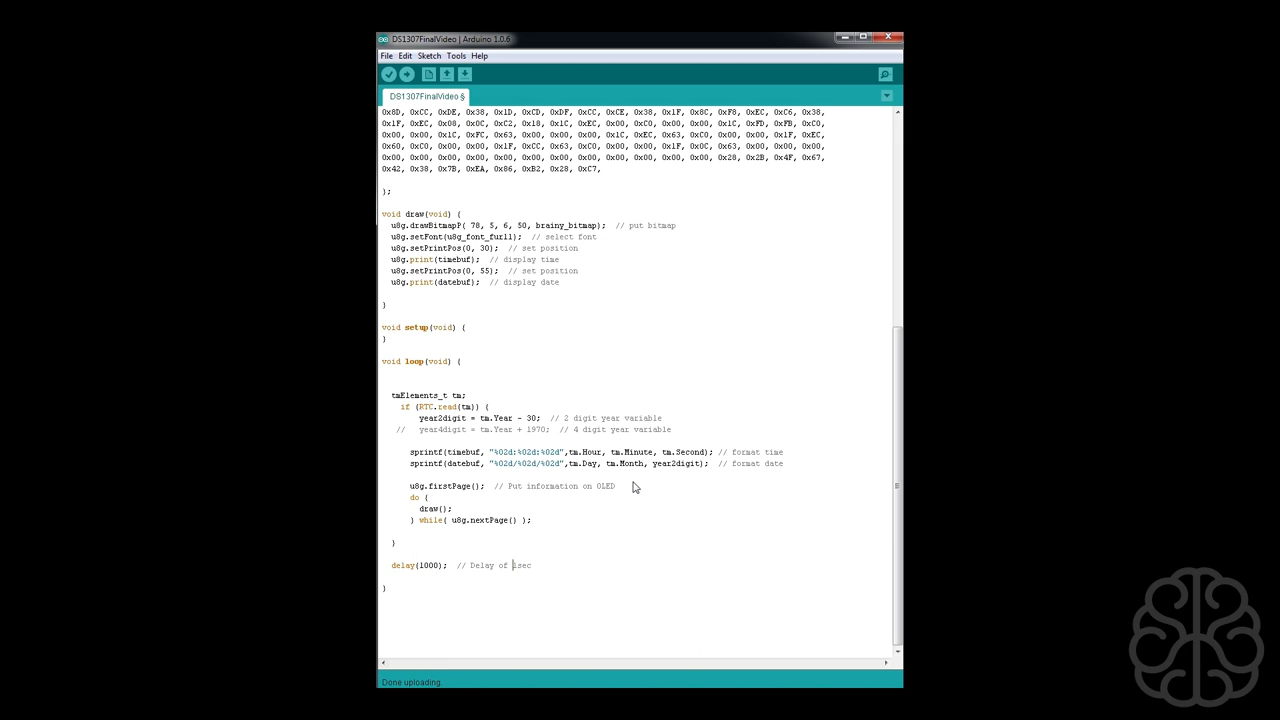 DS1307FinalVideo | Arduino 1.0.6
File Edit Sketch Tools Help
DS1307FinalVideo §
0x8D, 0xCC, 0xDE, 0x38, 0x1D, 0xCD, 0xDF, 0xCC, 0xCE, 0x38, 0x1F, 0x8C, 0xF8, 0xEC, 0xC6, 0x38,
0x1F, 0xEC, 0x08, 0x0C, 0xC2, 0x18, 0x1C, 0xEC, 0x00, 0xC0, 0x00, 0x00, 0x1C, 0xFD, 0xFB, 0xC0,
0x00, 0x00, 0x1C, 0xFC, 0x63, 0x00, 0x00, 0x00, 0x1C, 0xEC, 0x63, 0xC0, 0x00, 0x00, 0x1F, 0xEC,
0x60, 0xC0, 0x00, 0x00, 0x1F, 0xCC, 0x63, 0xC0, 0x00, 0x00, 0x1F, 0x0C, 0x63, 0x00, 0x00, 0x00,
0x00, 0x00, 0x00, 0x00, 0x00, 0x00, 0x00, 0x00, 0x00, 0x00, 0x00, 0x00, 0x28, 0x2B, 0x4F, 0x67,
0x42, 0x38, 0x7B, 0xEA, 0x86, 0xB2, 0x28, 0xC7,
};
void draw(void) {
u8g.drawBitmapP( 78, 5, 6, 50, brainy_bitmap); // put bitmap
u8g.setFont(u8g_font_fur11); // select font
u8g.setPrintPos(0, 30); // set position
u8g.print(timebuf); // display time
u8g.setPrintPos(0, 55); // set position
u8g.print(datebuf); // display date
}
void setup(void) {
}
void loop(void) {
tmElements_t tm;
if (RTC.read(tm)) {
year2digit = tm.Year - 30; // 2 digit year variable
// year4digit = tm.Year + 1970; // 4 digit year variable
sprintf(timebuf, "%02d:%02d:%02d",tm.Hour, tm.Minute, tm.Second); // format time
sprintf(datebuf, "%02d/%02d/%02d",tm.Day, tm.Month, year2digit); // format date
u8g.firstPage(); // Put information on OLED
do {
draw();
} while( u8g.nextPage() );
}
delay(1000); // Delay of 1sec
}
Done uploading.